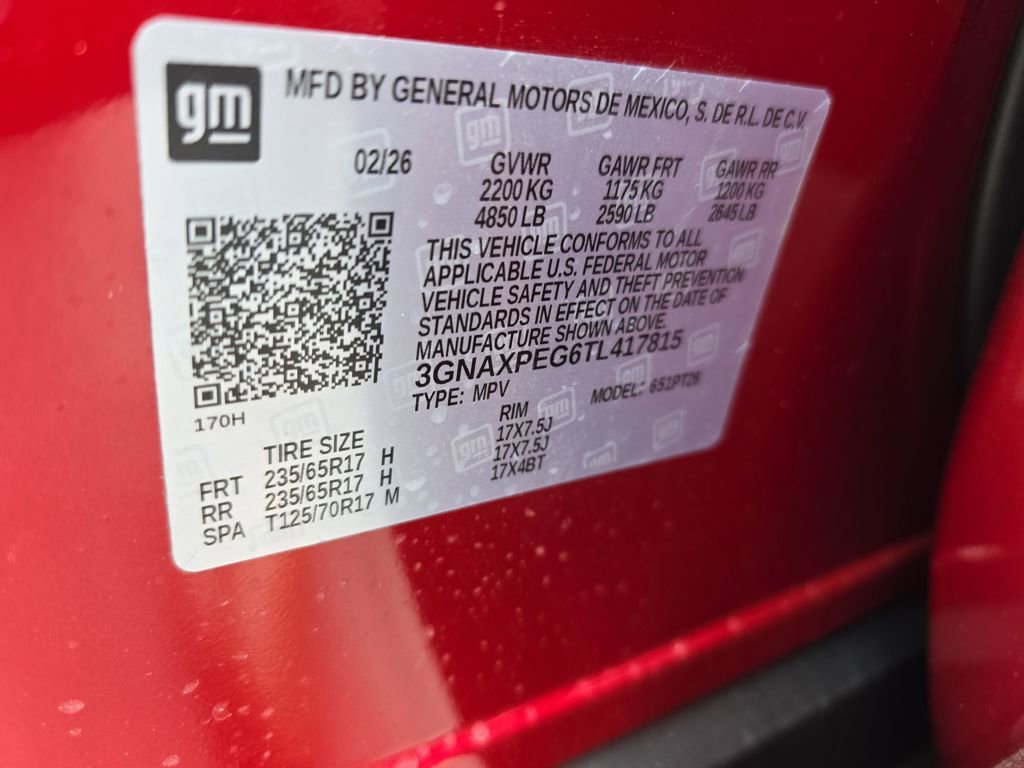 gm MFD BY GENERAL MOTORS DE MEXICO, S. DE R.L. DE C.V.
02/26 GVWR GAWR FRT GAWR RR
2200 KG 1175 KG 1200 KG
4850 LB 2590 LB 2645 LB
THIS VEHICLE CONFORMS TO ALL
APPLICABLE U.S. FEDERAL MOTOR
VEHICLE SAFETY AND THEFT PREVENTION
STANDARDS IN EFFECT ON THE DATE OF
MANUFACTURE SHOWN ABOVE.
3GNAXPEG6TL417815
TYPE: MPV MODEL: 651PT26
170H
TIRE SIZE RIM
FRT 235/65R17 H 17X7.5J
RR 235/65R17 H 17X7.5J
SPA T125/70R17 M 17X4BT